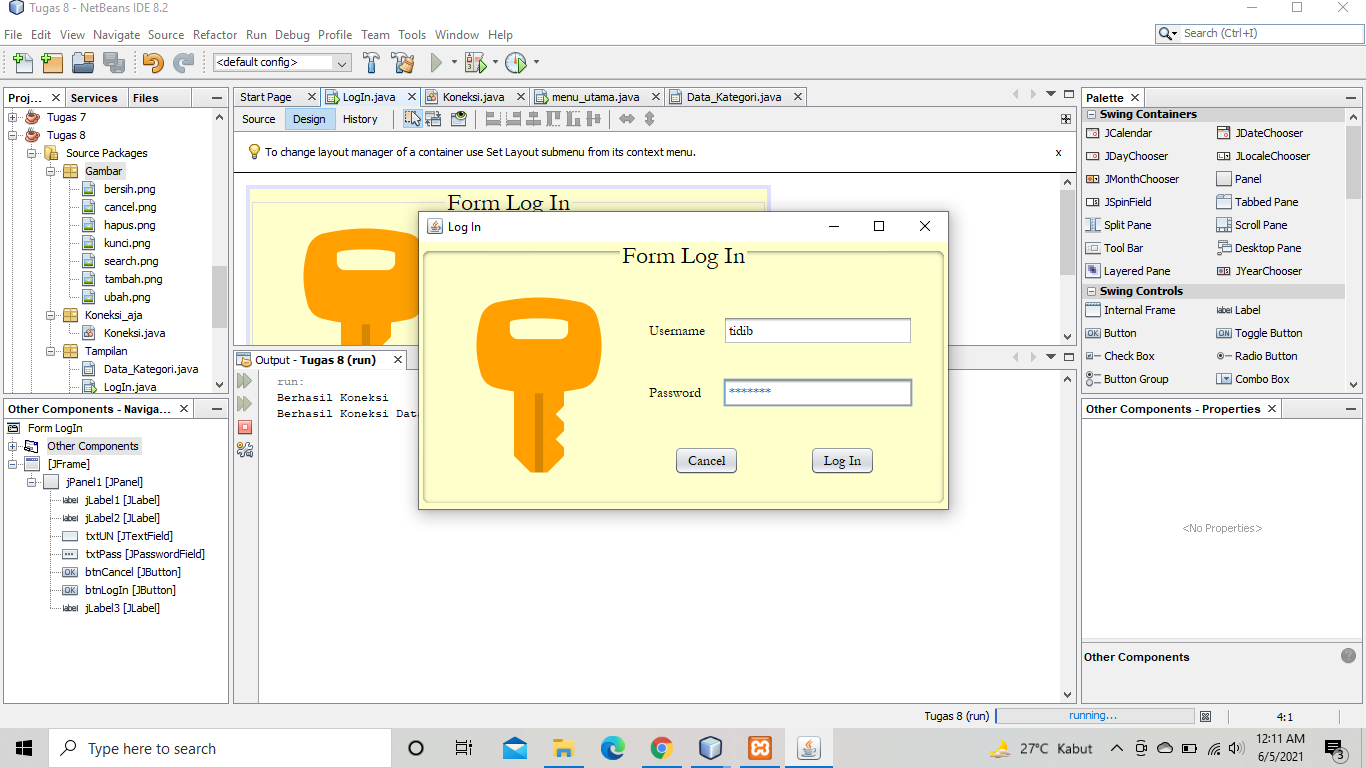 Tugas 8 - NetBeans IDE 8.2
File Edit View Navigate Source Refactor Run Debug Profile Team Tools Window Help
Search (Ctrl+I)
<default config>
Proj... Services Files
Tugas 7
Tugas 8
Source Packages
Gambar
bersih.png
cancel.png
hapus.png
kunci.png
search.png
tambah.png
ubah.png
Koneksi_aja
Koneksi.java
Tampilan
Data_Kategori.java
LogIn.java
Other Components - Naviga...
Form LogIn
Other Components
[JFrame]
jPanel1 [JPanel]
jLabel1 [JLabel]
jLabel2 [JLabel]
txtUN [JTextField]
txtPass [JPasswordField]
btnCancel [JButton]
btnLogIn [JButton]
jLabel3 [JLabel]
Start Page LogIn.java Koneksi.java menu_utama.java Data_Kategori.java
Source Design History
To change layout manager of a container use Set Layout submenu from its context menu. x
Form Log In
Log In
Form Log In
Username tidib
Password *******
Cancel Log In
Output - Tugas 8 (run)
run:
Berhasil Koneksi
Berhasil Koneksi Dat
Palette
Swing Containers
JCalendar JDateChooser
JDayChooser JLocaleChooser
JMonthChooser Panel
JSpinField Tabbed Pane
Split Pane Scroll Pane
Tool Bar Desktop Pane
Layered Pane JYearChooser
Swing Controls
Internal Frame label Label
OK Button Toggle Button
Check Box Radio Button
Button Group Combo Box
Other Components - Properties
<No Properties>
Other Components
Tugas 8 (run) running... 4:1
Type here to search
27°C Kabut
12:11 AM
6/5/2021
3